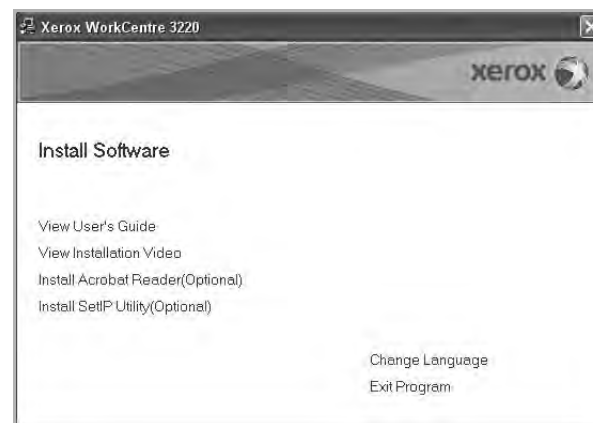 Xerox WorkCentre 3220
xerox
Install Software
View User's Guide
View Installation Video
Install Acrobat Reader(Optional)
Install SetIP Utility(Optional)
Change Language
Exit Program